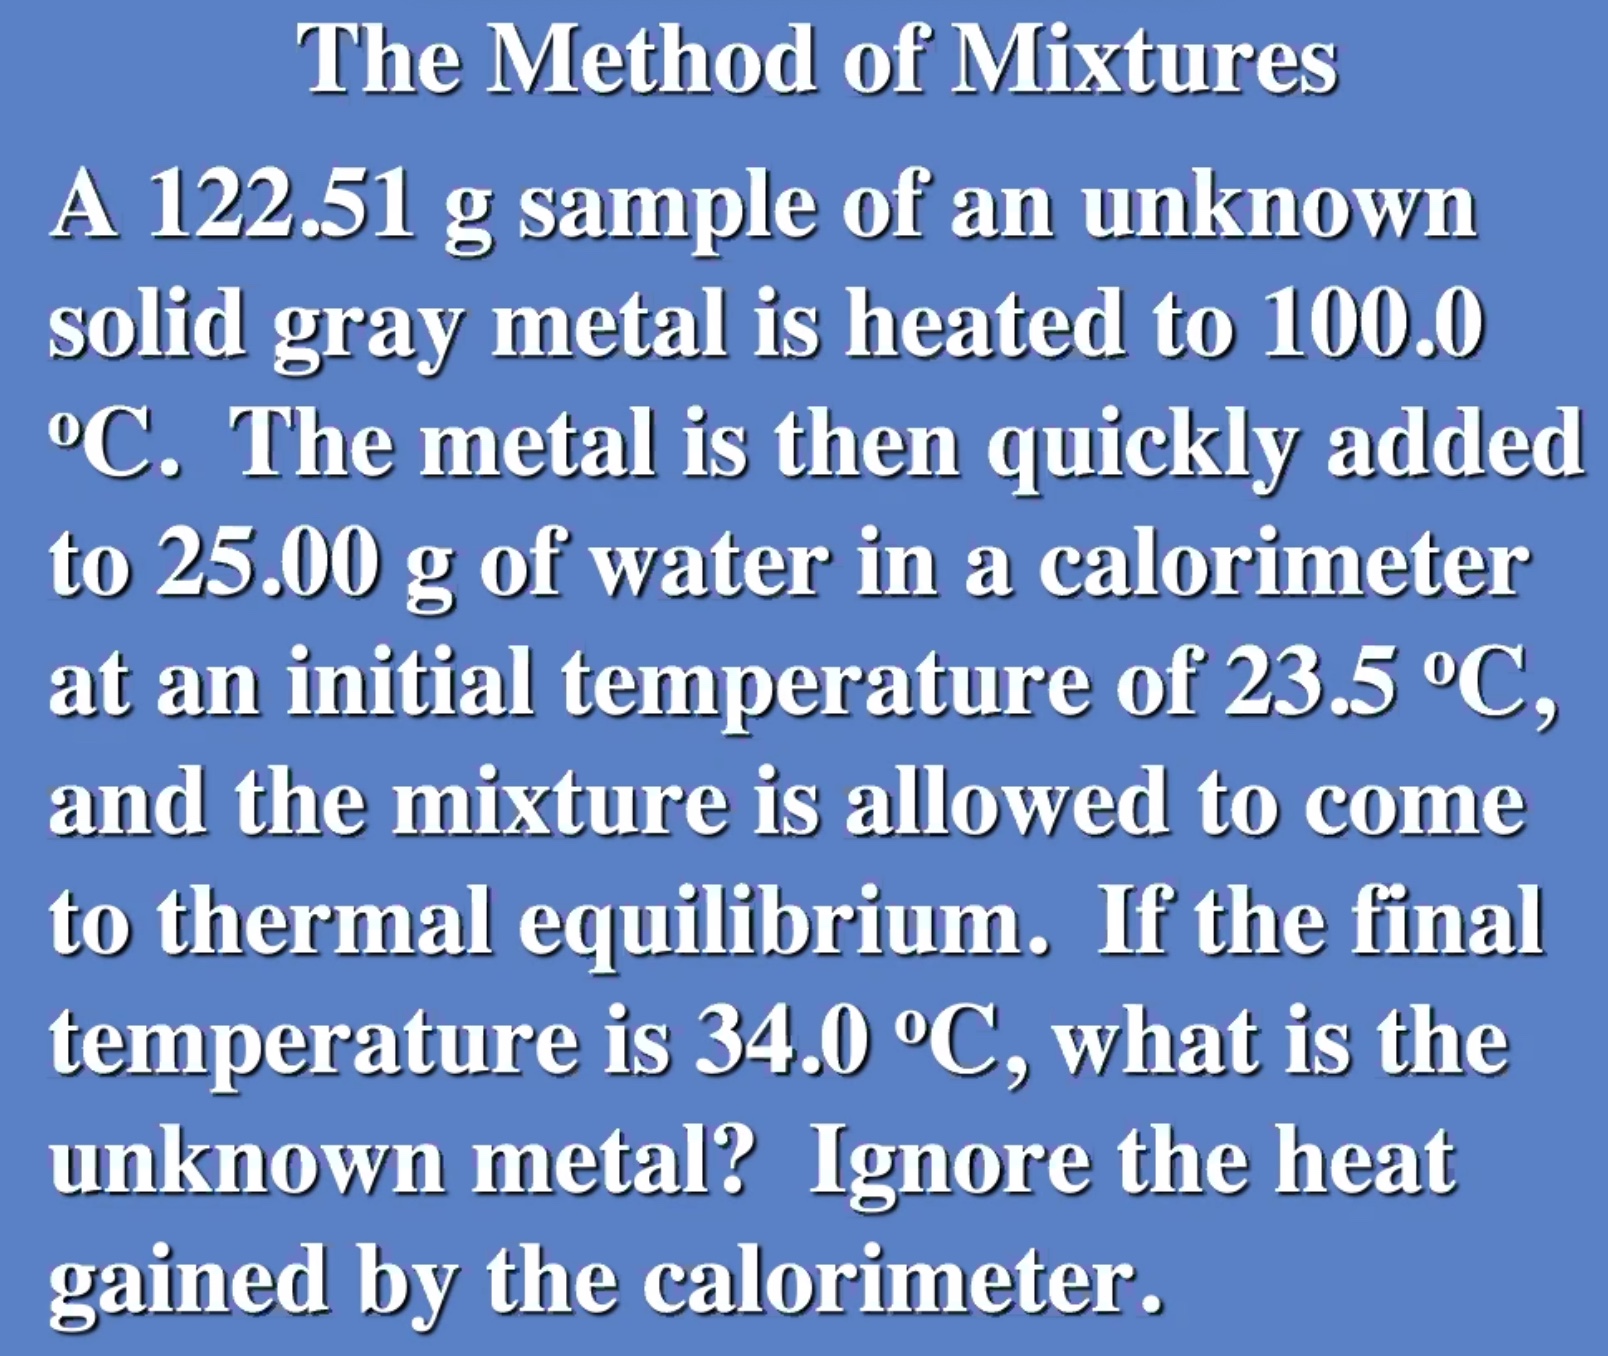 The Method of Mixtures
A 122.51 g sample of an unknown
solid gray metal is heated to 100.0
ºC.  The metal is then quickly added
to 25.00 g of water in a calorimeter
at an initial temperature of 23.5 ºC,
and the mixture is allowed to come
to thermal equilibrium.  If the final
temperature is 34.0 ºC, what is the
unknown metal?  Ignore the heat
gained by the calorimeter.